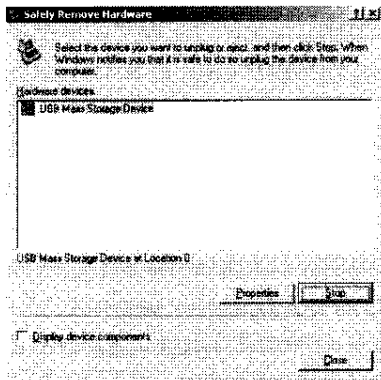 Safely Remove Hardware
Select the device you want to unplug or eject, and then click Stop. When
Windows notifies you that it is safe to do so unplug the device from your
computer.
Hardware devices
USB Mass Storage Device
USB Mass Storage Device at Location 0
Properties
Stop
Display device components
Close